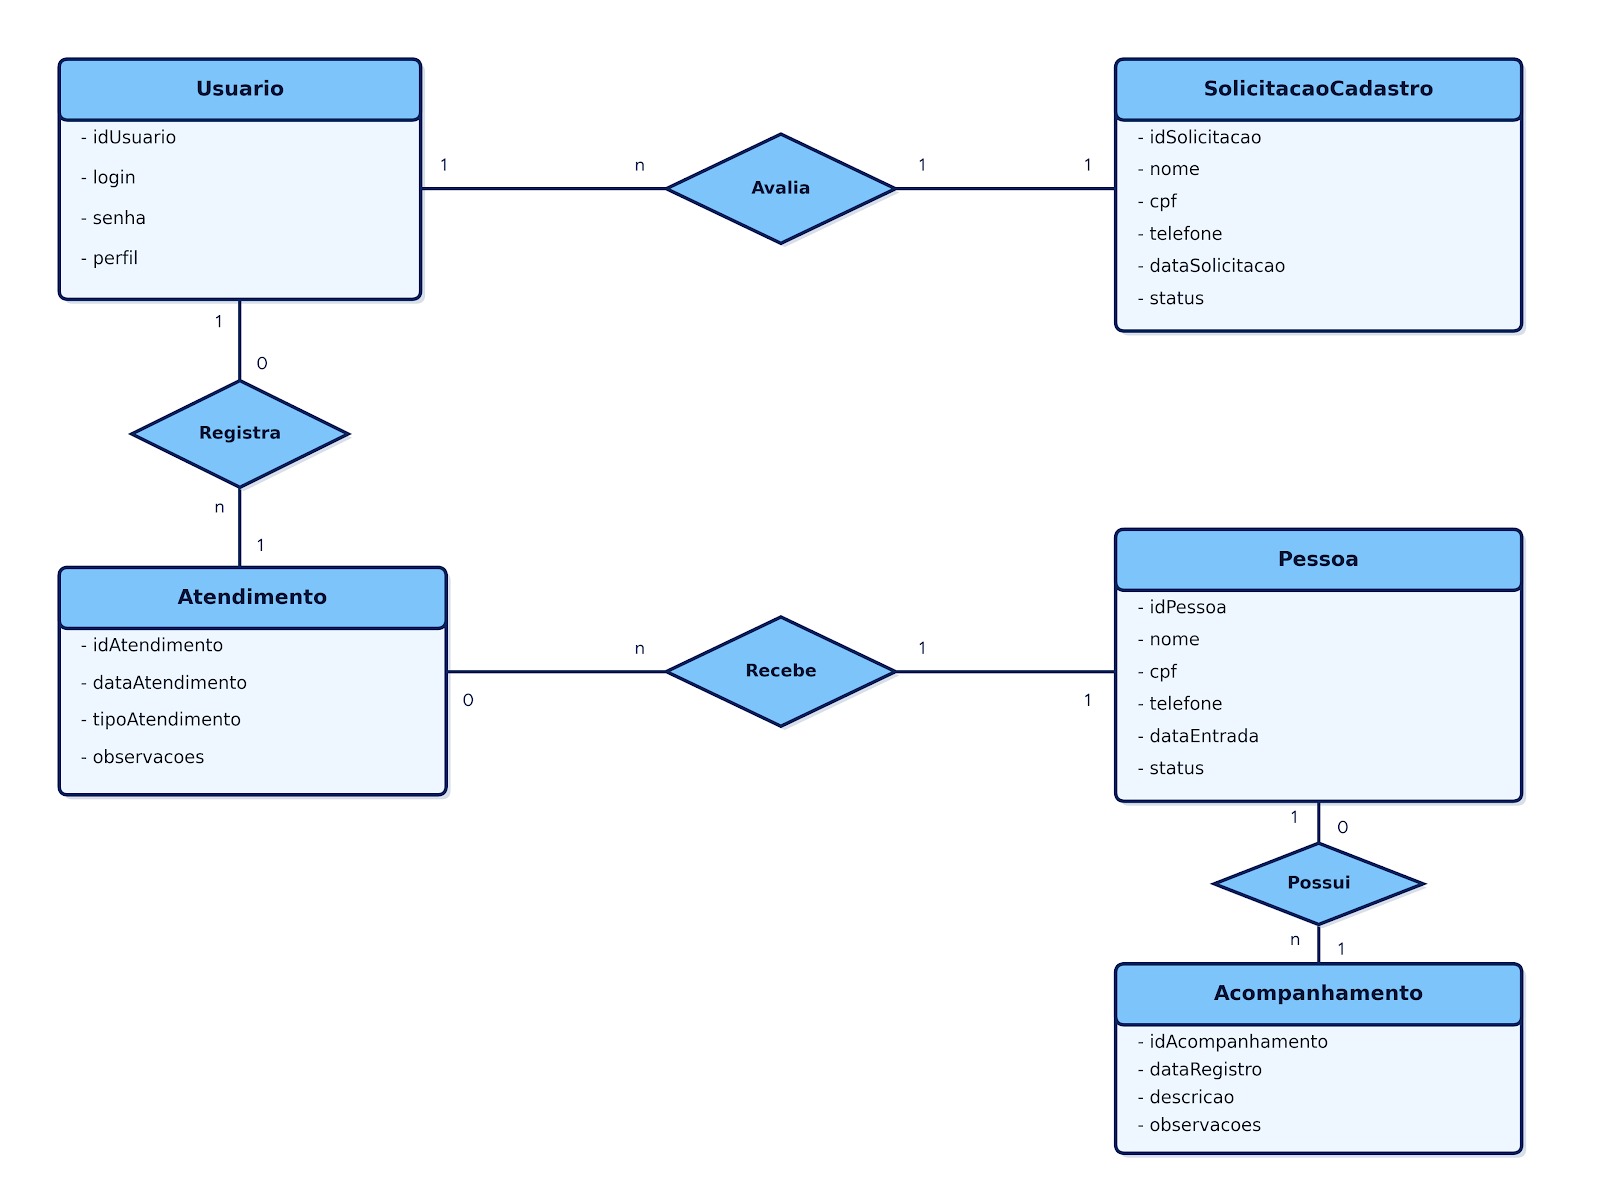 Usuario
- idUsuario
- login
- senha
- perfil
1
n
Avalia
1
1
SolicitacaoCadastro
- idSolicitacao
- nome
- cpf
- telefone
- dataSolicitacao
- status
1
0
Registra
n
1
Atendimento
- idAtendimento
- dataAtendimento
- tipoAtendimento
- observacoes
n
0
Recebe
1
1
Pessoa
- idPessoa
- nome
- cpf
- telefone
- dataEntrada
- status
1
0
Possui
n
1
Acompanhamento
- idAcompanhamento
- dataRegistro
- descricao
- observacoes